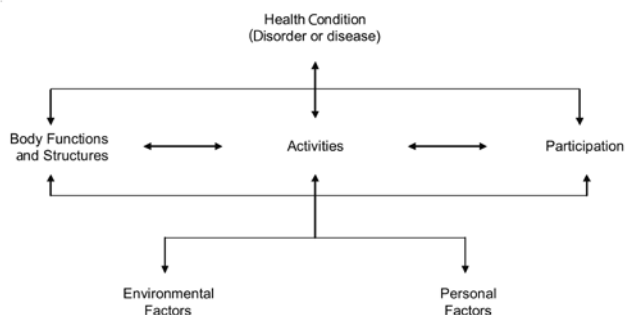 Health Condition
(Disorder or disease)
Body Functions
and Structures
Activities
Participation
Environmental
Factors
Personal
Factors